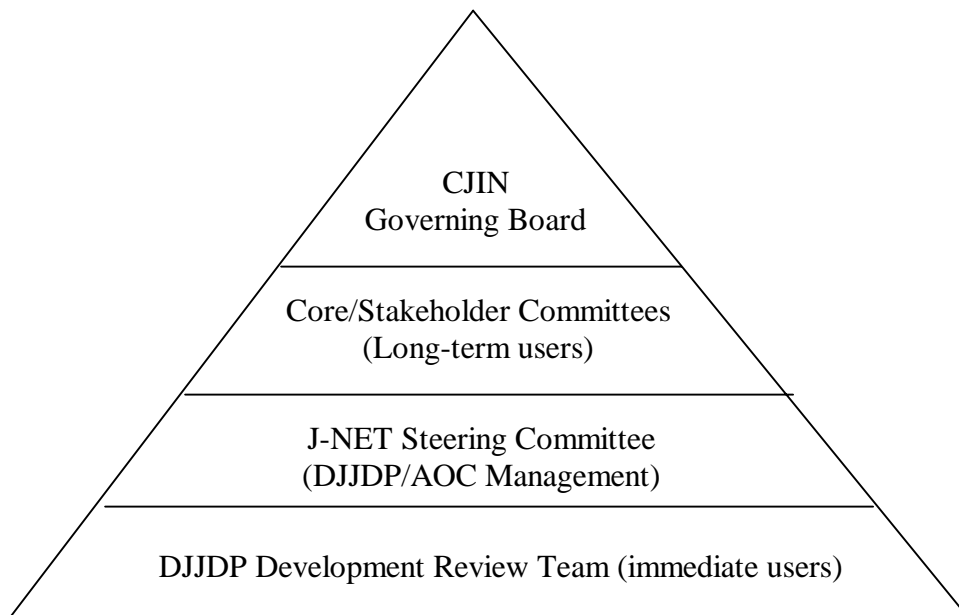 CJIN
Governing Board
Core/Stakeholder Committees
(Long-term users)
J-NET Steering Committee
(DJJDP/AOC Management)
DJJDP Development Review Team (immediate users)